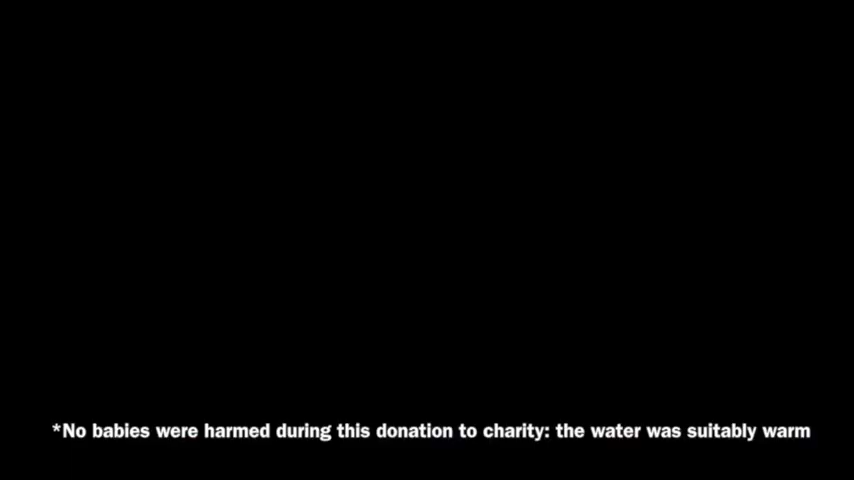 *No babies were harmed during this donation to charity: the water was suitably warm